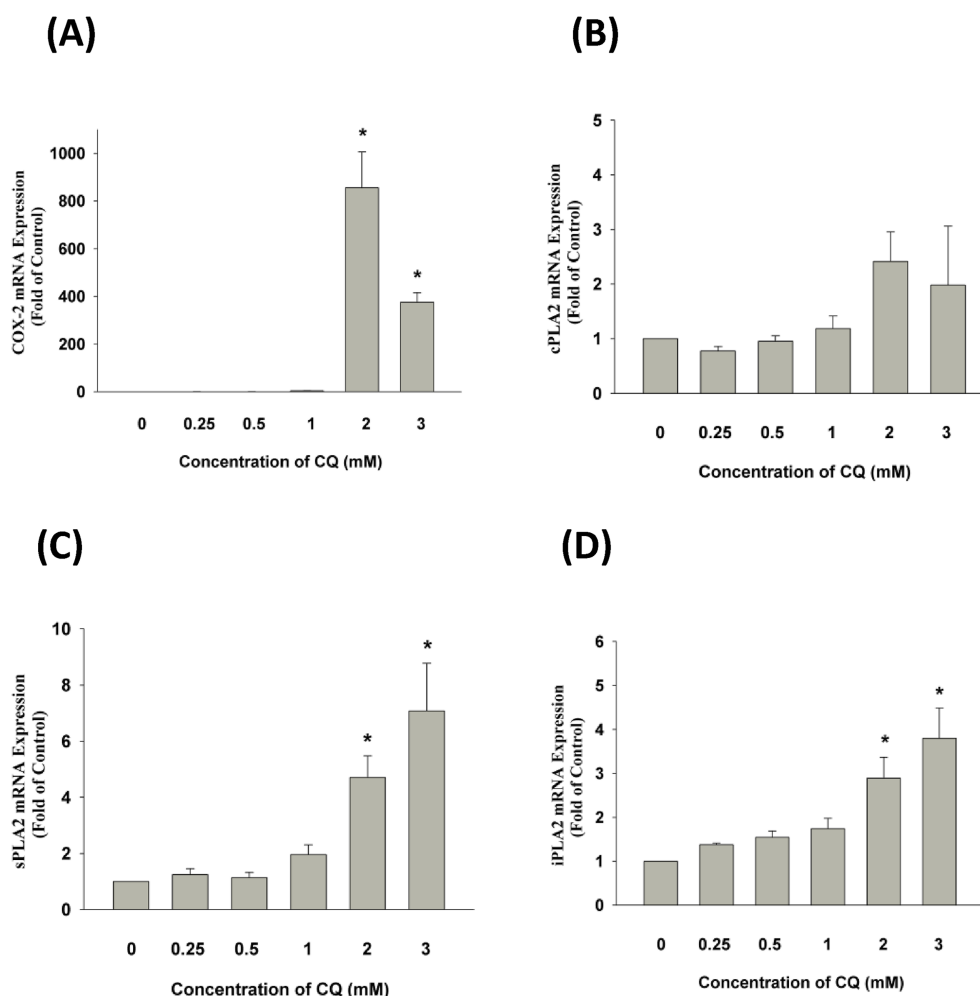 (A)
COX-2 mRNA Expression
(Fold of Control)
1000
800
600
400
200
0
*
*
0 0.25 0.5 1 2 3
Concentration of CQ (mM)
(B)
cPLA2 mRNA Expression
(Fold of Control)
5
4
3
2
1
0
0 0.25 0.5 1 2 3
Concentration of CQ (mM)
(C)
sPLA2 mRNA Expression
(Fold of Control)
10
8
6
4
2
0
*
*
0 0.25 0.5 1 2 3
Concentration of CQ (mM)
(D)
iPLA2 mRNA Expression
(Fold of Control)
6
5
4
3
2
1
0
*
*
0 0.25 0.5 1 2 3
Concentration of CQ (mM)